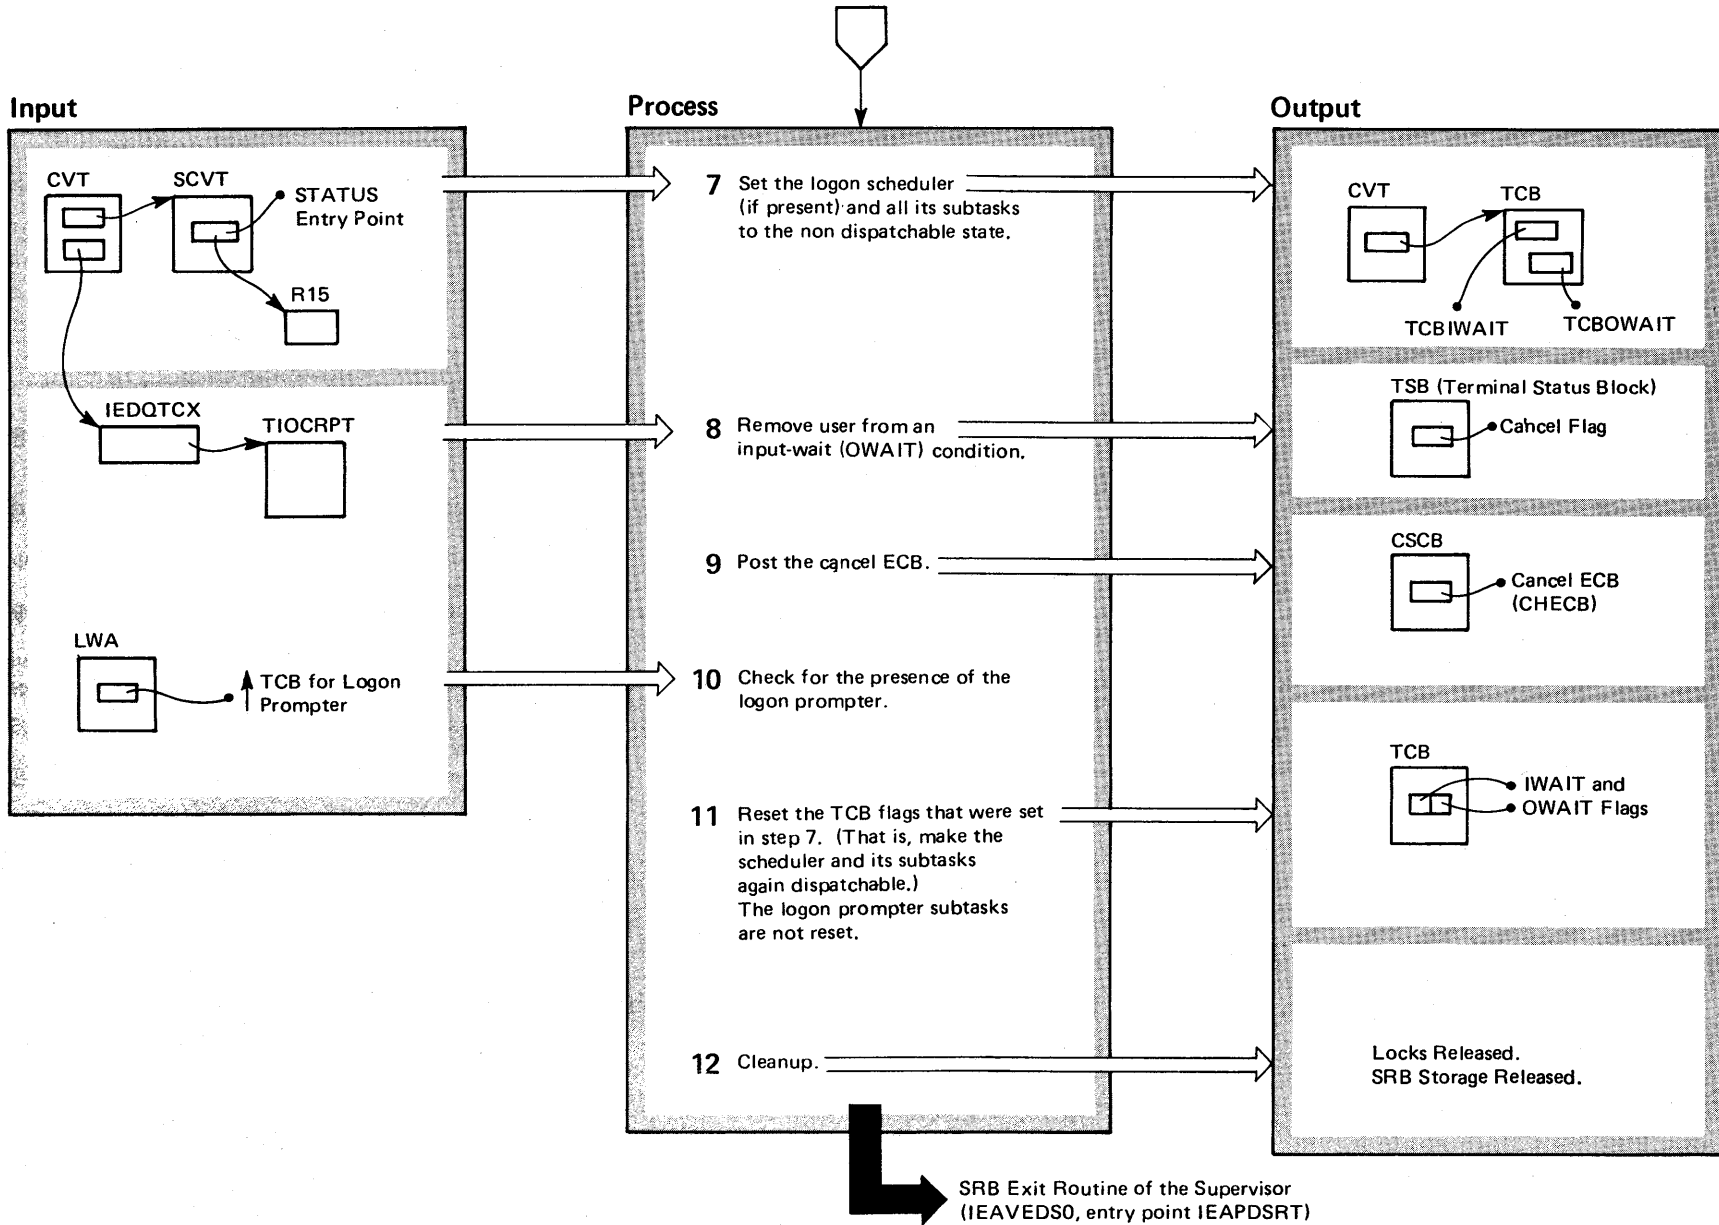 Input
CVT
SCVT
STATUS
Entry Point
R15
IEDQTCX
TIOCRPT
LWA
TCB for Logon
Prompter
Process
7 Set the logon scheduler
(if present) and all its subtasks
to the non dispatchable state.
8 Remove user from an
input-wait (OWAIT) condition.
9 Post the cancel ECB.
10 Check for the presence of the
logon prompter.
11 Reset the TCB flags that were set
in step 7. (That is, make the
scheduler and its subtasks
again dispatchable.)
The logon prompter subtasks
are not reset.
12 Cleanup.
Output
CVT
TCB
TCBIWAIT
TCBOWAIT
TSB (Terminal Status Block)
Cancel Flag
CSCB
Cancel ECB
(CHECB)
TCB
IWAIT and
OWAIT Flags
Locks Released.
SRB Storage Released.
SRB Exit Routine of the Supervisor
(IEAVEDS0, entry point IEAPDSRT)